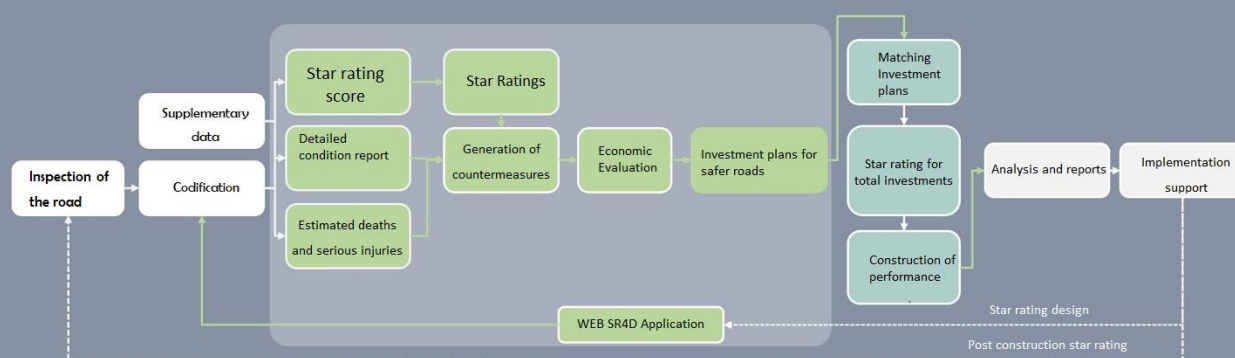 Inspection of
the road
Supplementary
data
Codification
Star rating
score
Star Ratings
Detailed
condition report
Generation of
countermeasures
Economic
Evaluation
Investment plans for
safer roads
Estimated deaths
and serious injuries
WEB SR4D Application
Matching
Investment
plans
Star rating for
total investments
Construction of
performance
Analysis and reports
Implementation
support
Star rating design
Post construction star rating